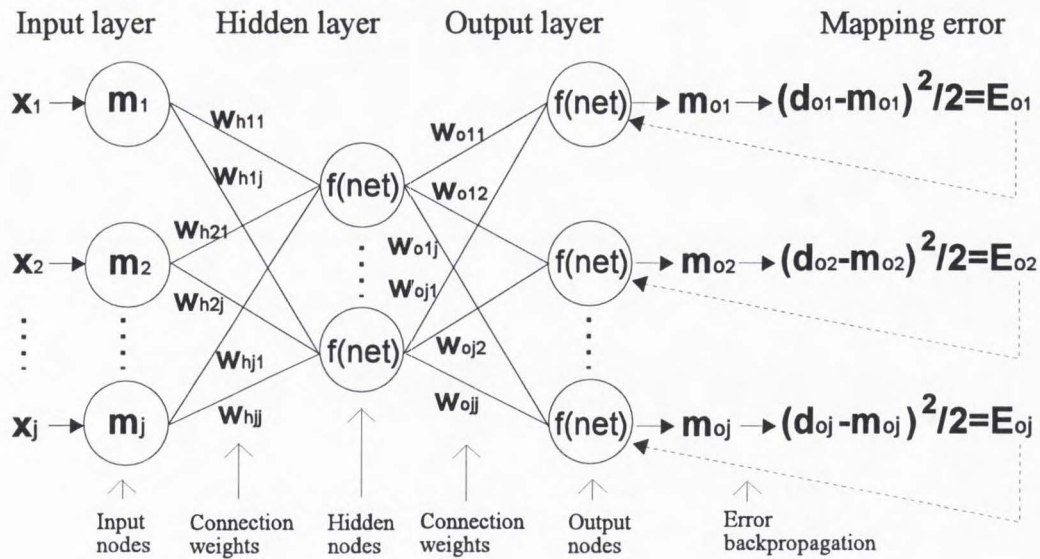 Input layer Hidden layer Output layer Mapping error
x1 m1 wh11 wh1j f(net) wo11 wo12 f(net) mo1 (do1-mo1)²/2=Eo1
x2 m2 wh21 wh2j wo1j w'oj1 f(net) mo2 (do2-mo2)²/2=Eo2
xj mj whj1 whjj f(net) woj2 wojj f(net) moj (doj-moj)²/2=Eoj
Input Connection Hidden Connection Output Error
nodes weights nodes weights nodes backpropagation